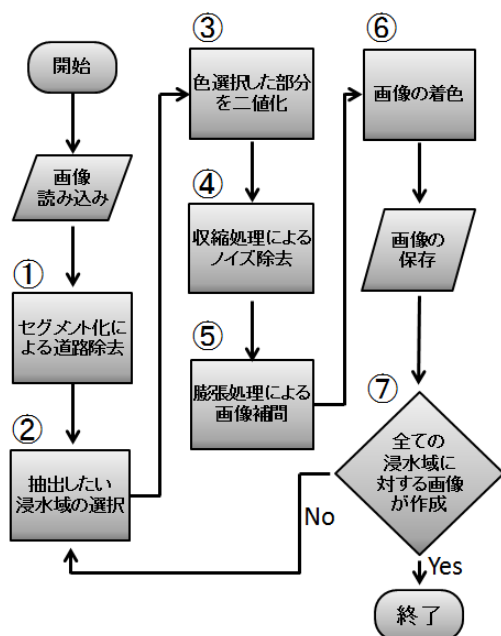 開始
画像
読み込み
①
セグメント化に
よる道路除去
②
抽出したい
浸水域の選択
③
色選択した部分
を二値化
④
収縮処理による
ノイズ除去
⑤
膨張処理による
画像補間
⑥
画像の着色
画像の
保存
⑦
全ての
浸水域に
対する画像
が作成
No
Yes
終了